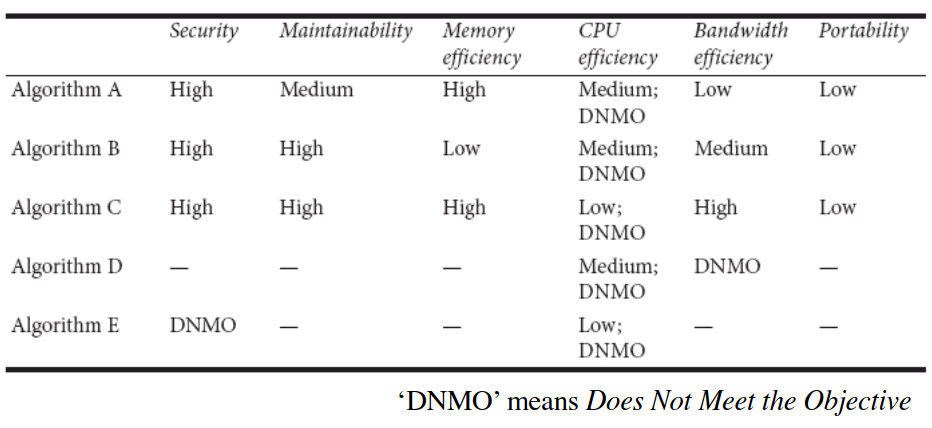 Security Maintainability Memory efficiency CPU efficiency Bandwidth efficiency Portability
Algorithm A High Medium High Medium; DNMO Low Low
Algorithm B High High Low Medium; DNMO Medium Low
Algorithm C High High High Low; DNMO High Low
Algorithm D — — — Medium; DNMO DNMO —
Algorithm E DNMO — — Low; DNMO — —
‘DNMO’ means Does Not Meet the Objective